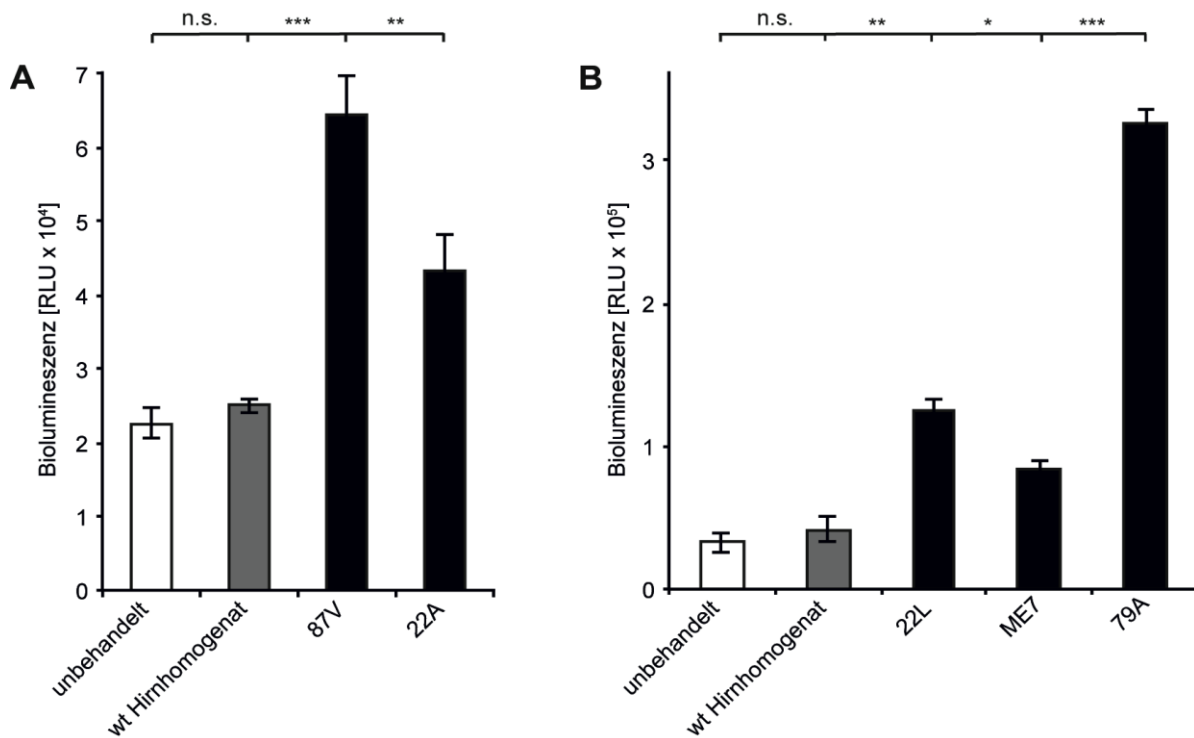 n.s. *** **
A
Biolumineszenz [RLU x 10⁴]
7
6
5
4
3
2
1
0
unbehandelt
wt Hirnhomogenat
87V
22A
n.s. ** * ***
B
Biolumineszenz [RLU x 10⁵]
3
2
1
0
unbehandelt
wt Hirnhomogenat
22L
ME7
79A